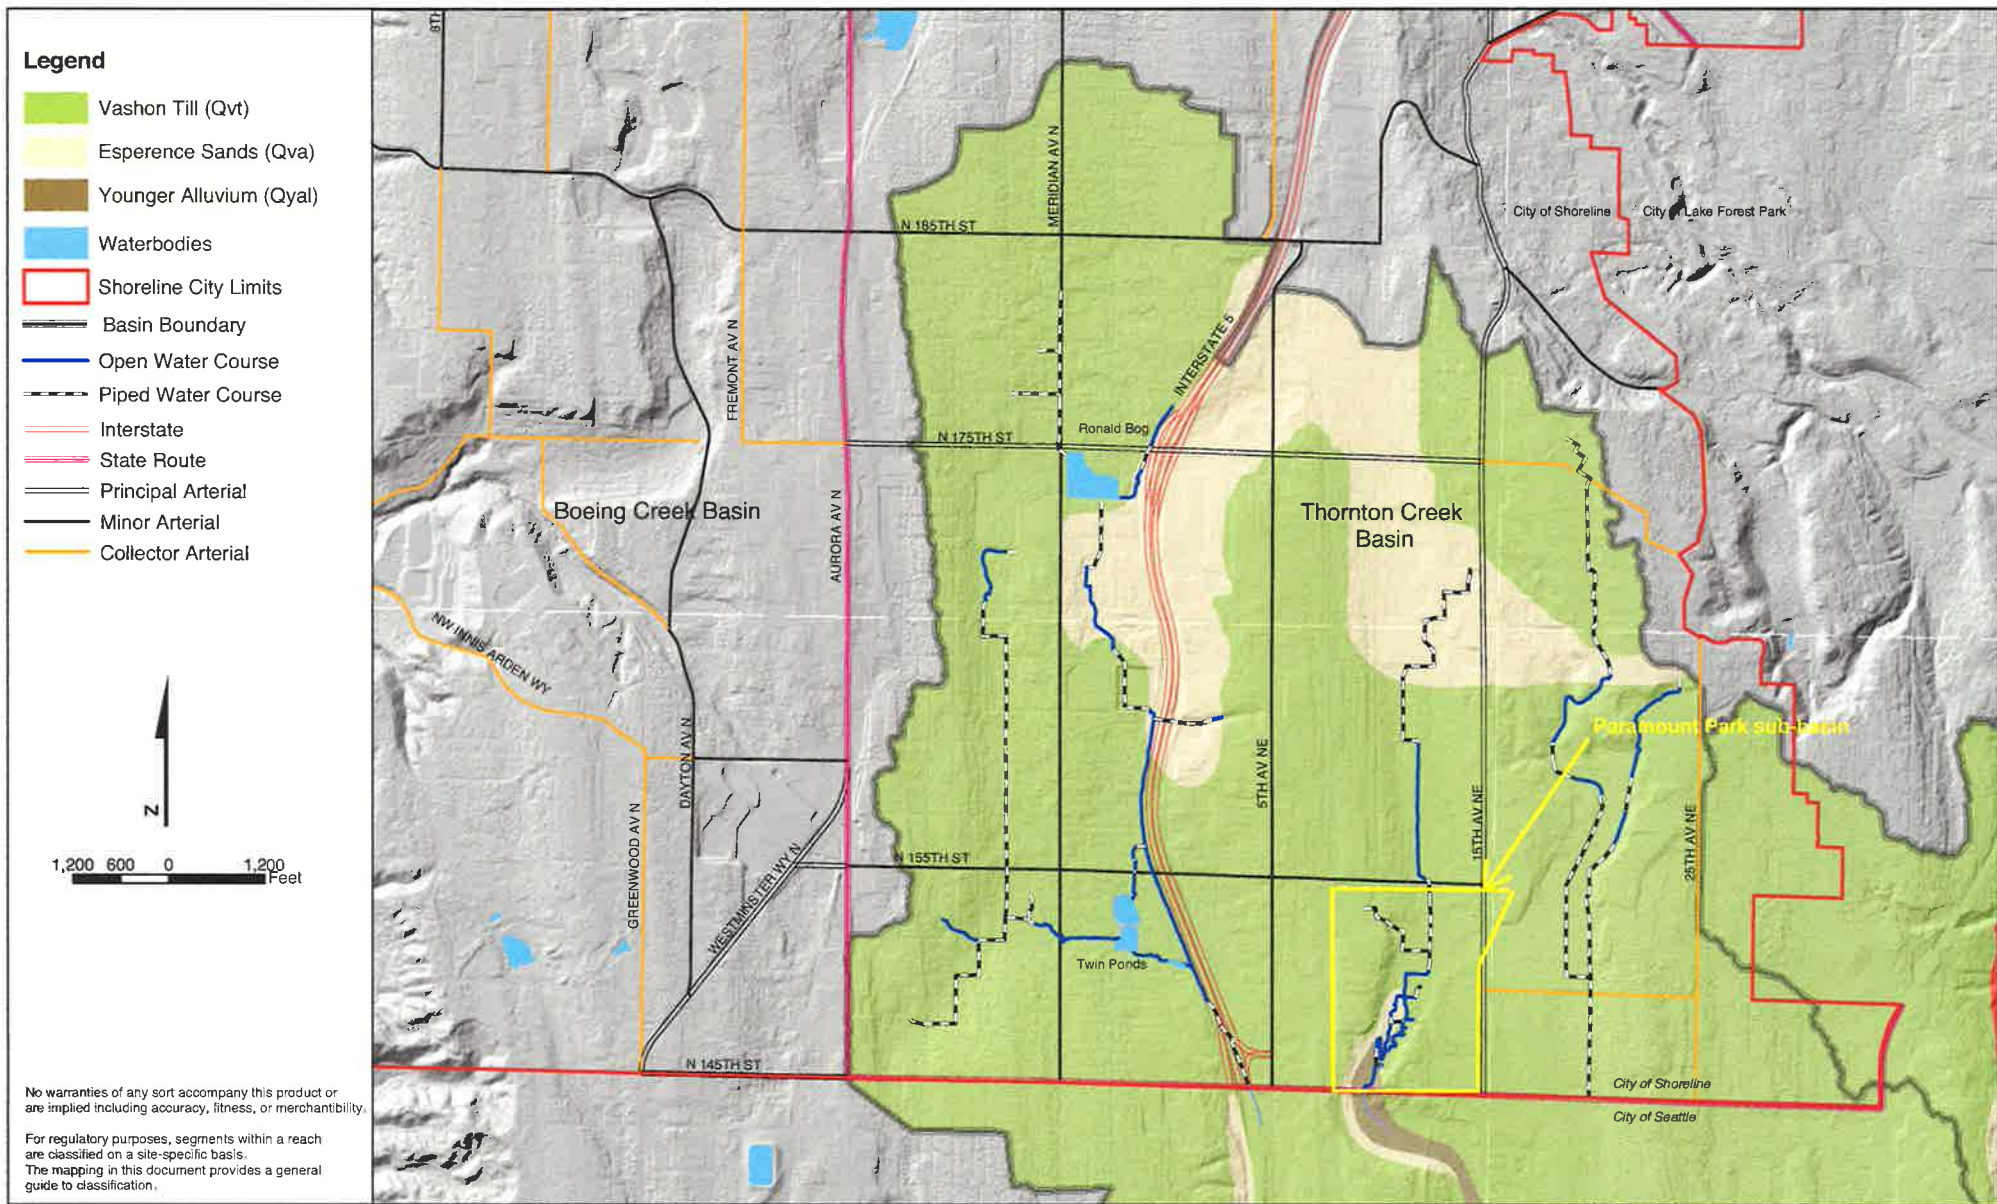 Legend
Vashon Till (Qvt)
Esperence Sands (Qva)
Younger Alluvium (Qyal)
Waterbodies
Shoreline City Limits
Basin Boundary
Open Water Course
Piped Water Course
Interstate
State Route
Principal Arterial
Minor Arterial
Collector Arterial
N
1,200 600 0 1,200
Feet
No warranties of any sort accompany this product or
are implied including accuracy, fitness, or merchantibility.
For regulatory purposes, segments within a reach
are classified on a site-specific basis.
The mapping in this document provides a general
guide to classification.
8TH
MERIDIAN AV N
N 185TH ST
City of Shoreline
City of Lake Forest Park
FREMONT AV N
INTERSTATE 5
Ronald Bog
N 175TH ST
Boeing Creek Basin
AURORA AV N
Thornton Creek
Basin
NW INNIS ARDEN WY
DAYTON AV N
Paramount Park sub-basin
5TH AV NE
15TH AV NE
25TH AV NE
GREENWOOD AV N
WESTMINSTER WY N
N 155TH ST
Twin Ponds
N 145TH ST
City of Shoreline
City of Seattle